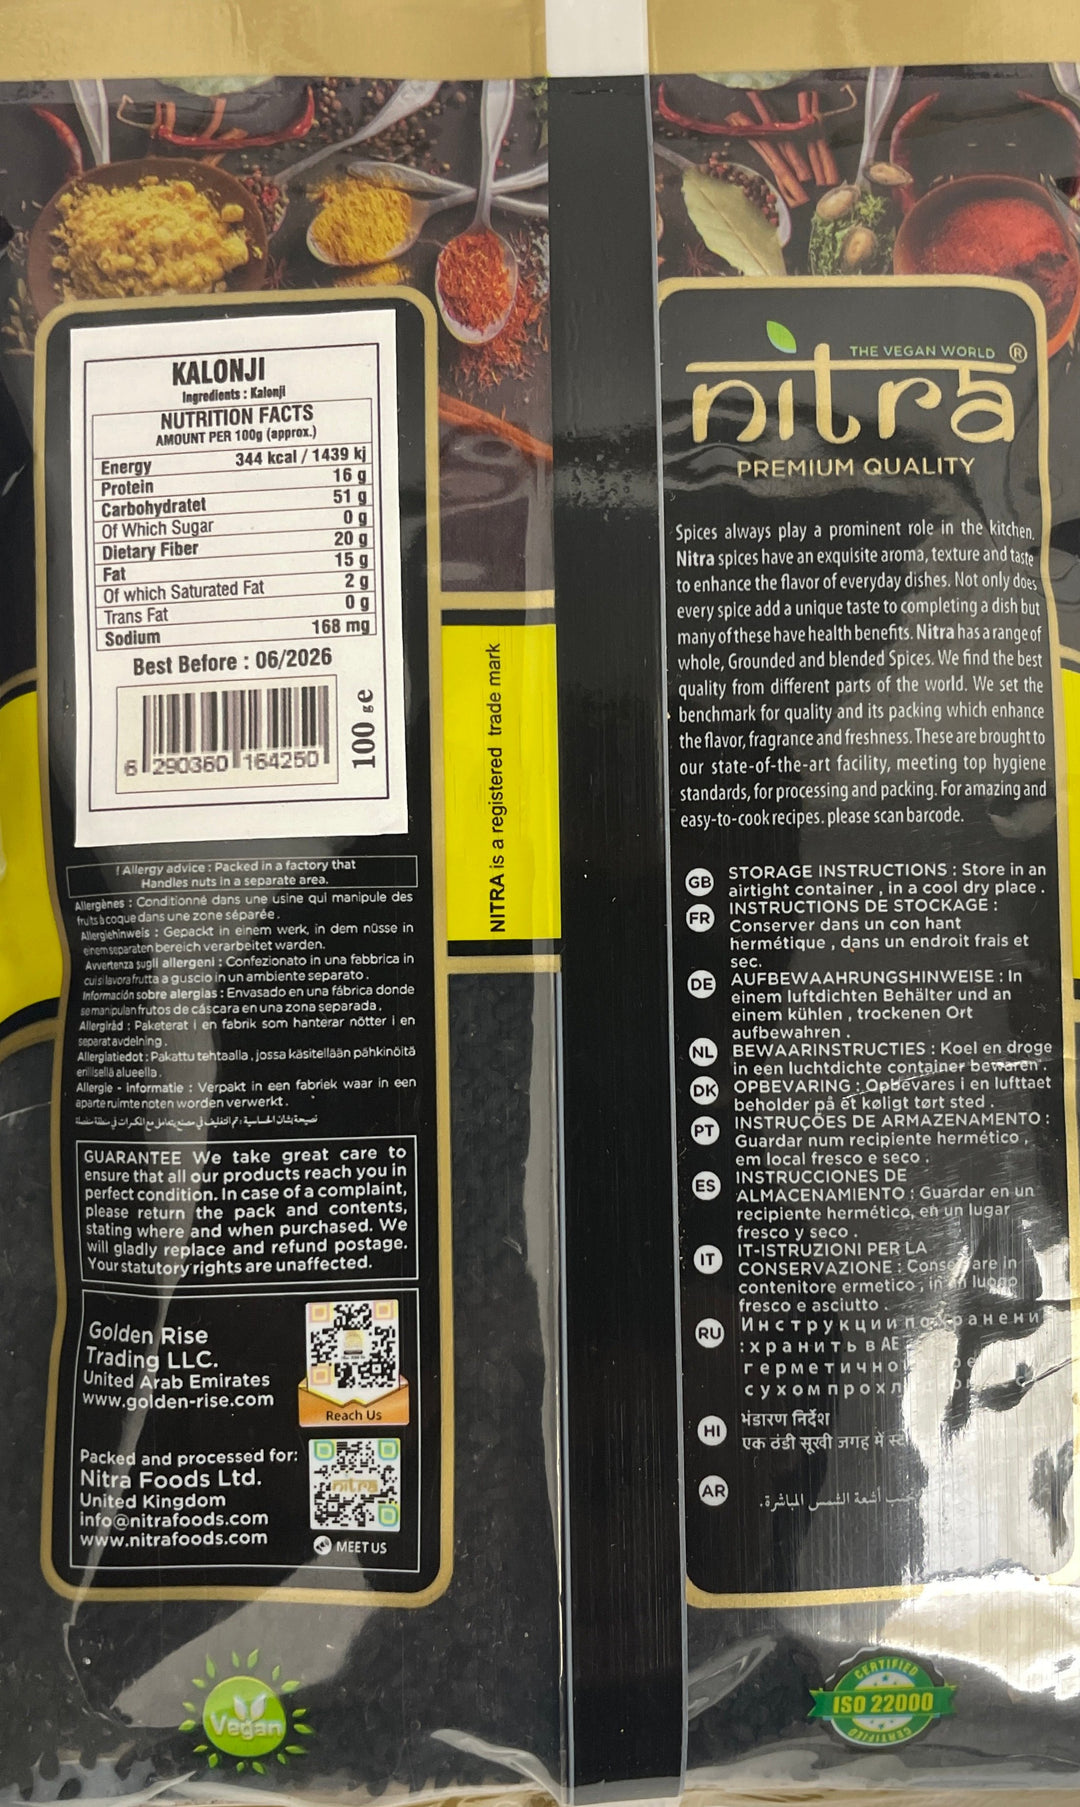 KALONJI
Ingredients : Kalonji
NUTRITION FACTS
AMOUNT PER 100g (approx.)
Energy 344 kcal / 1439 kj
Protein 16 g
Carbohydratet 51 g
Of Which Sugar 0 g
Dietary Fiber 20 g
Fat 15 g
Of which Saturated Fat 2 g
Trans Fat 0 g
Sodium 168 mg
Best Before : 06/2026
6 290360 164250
100 g e
! Allergy advice : Packed in a factory that
Handles nuts in a separate area.
Allergènes : Conditionné dans une usine qui manipule des
fruits à coque dans une zone séparée.
Allergiehinweis : Gepackt in einem werk, in dem nüsse in
einem separaten bereich verarbeitet warden.
Avvertenza sugli allergeni : Confezionato in una fabbrica in
cui si lavora frutta a guscio in un ambiente separato.
Información sobre alergias : Envasado en una fábrica donde
se manipulan frutos de cáscara en una zona separada.
Allergiråd : Paketerat i en fabrik som hanterar nötter i en
separat avdelning.
Allergiatiedot : Pakattu tehtaalla, jossa käsitellään pähkinöitä
erillisellä alueella.
Allergie - informatie : Verpakt in een fabriek waar in een
aparte ruimte noten worden verwerkt.
GUARANTEE We take great care to
ensure that all our products reach you in
perfect condition. In case of a complaint,
please return the pack and contents,
stating where and when purchased. We
will gladly replace and refund postage.
Your statutory rights are unaffected.
Golden Rise
Trading LLC.
United Arab Emirates
www.golden-rise.com
Reach Us
Packed and processed for:
Nitra Foods Ltd.
United Kingdom
info@nitrafoods.com
www.nitrafoods.com
nitra
MEET US
Vegan
NITRA is a registered trade mark
THE VEGAN WORLD ®
nitra
PREMIUM QUALITY
Spices always play a prominent role in the kitchen.
Nitra spices have an exquisite aroma, texture and taste
to enhance the flavor of everyday dishes. Not only does
every spice add a unique taste to completing a dish but
many of these have health benefits. Nitra has a range of
whole, Grounded and blended Spices. We find the best
quality from different parts of the world. We set the
benchmark for quality and its packing which enhance
the flavor, fragrance and freshness. These are brought to
our state-of-the-art facility, meeting top hygiene
standards, for processing and packing. For amazing and
easy-to-cook recipes. please scan barcode.
GB STORAGE INSTRUCTIONS : Store in an
airtight container , in a cool dry place .
FR INSTRUCTIONS DE STOCKAGE :
Conserver dans un con hant
hermétique , dans un endroit frais et
sec.
DE AUFBEWAAHRUNGSHINWEISE : In
einem luftdichten Behälter und an
einem kühlen , trockenen Ort
aufbewahren .
NL BEWAARINSTRUCTIES : Koel en droge
in een luchtdichte container bewaren .
DK OPBEVARING : Opbevares i en lufttaet
beholder på ét køligt tørt sted .
PT INSTRUÇÕES DE ARMAZENAMENTO :
Guardar num recipiente hermético ,
em local fresco e seco .
ES INSTRUCCIONES DE
ALMACENAMIENTO : Guardar en un
recipiente hermético, en un lugar
fresco y seco .
IT IT-ISTRUZIONI PER LA
CONSERVAZIONE : are in
contenitore ermetico , in luogo
fresco e asciutto .
RU Инструкции
:хранить в
сухом
HI भंडारण निर्देश
एक ठंडी सूखी जगह में
AR أشعة الشمس المباشرة.
CERTIFIED
ISO 22000
CERTIFIED